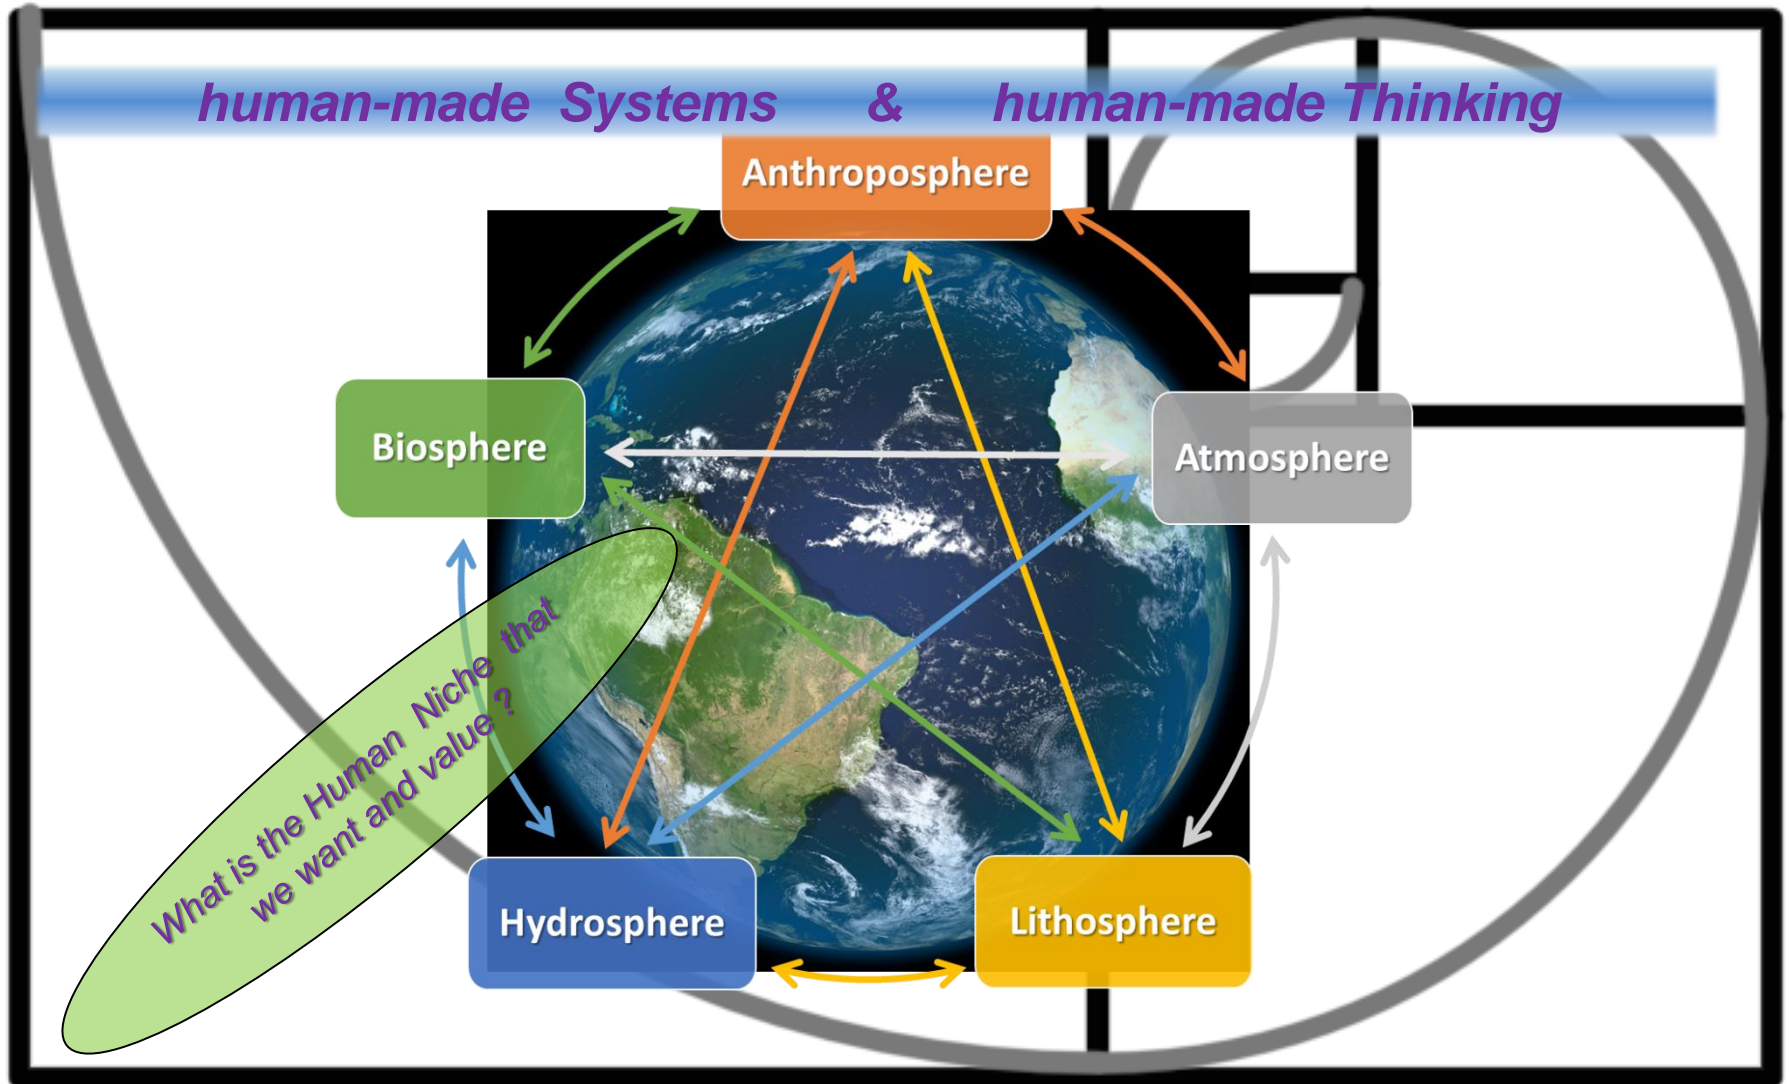 human-made Systems & human-made Thinking
Anthroposphere
Biosphere
Atmosphere
What is the Human Niche that
we want and value ?
Hydrosphere
Lithosphere